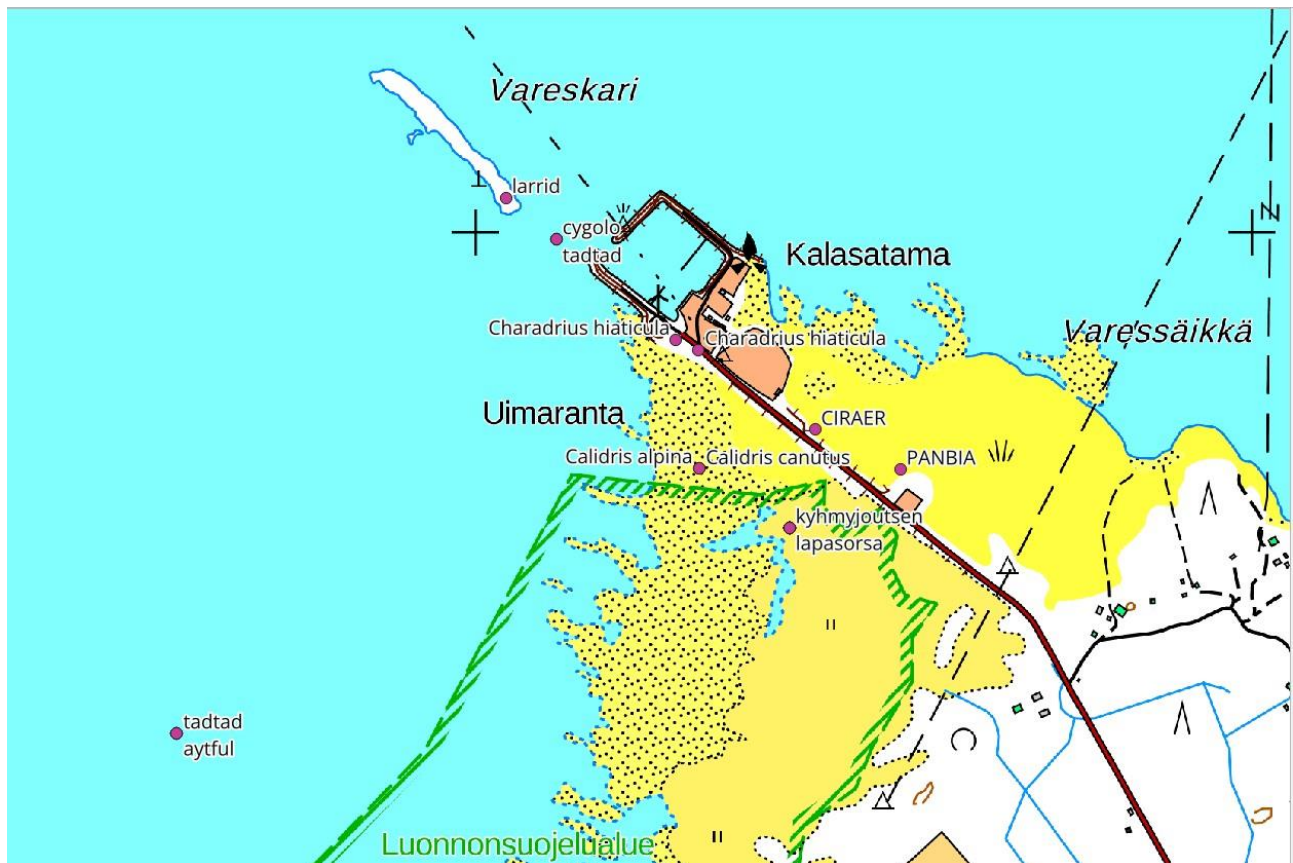 Vareskari
larrid
cygolo
tadtad
Kalasatama
Charadrius hiaticula
Charadrius hiaticula
Varessäikkä
Uimaranta
CIRAER
Calidris alpina
Calidris canutus
PANBIA
kyhmyjoutsen
lapasorsa
tadtad
aytful
Luonnonsuojelualue